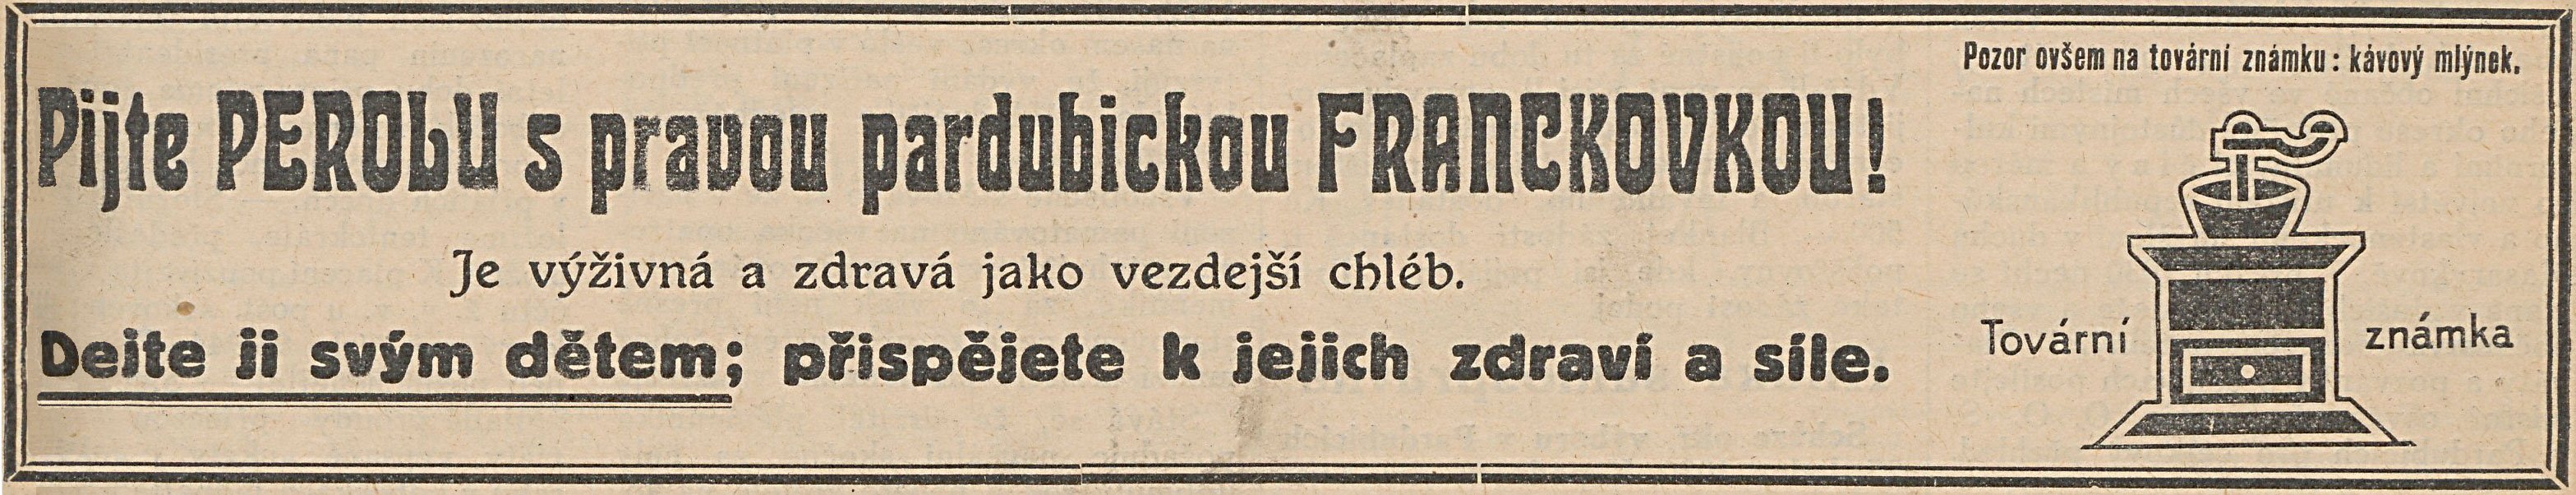 Pozor ovšem na tovární známku: kávový mlýnek.
Pijte PEROLU s pravou pardubickou FRANCKOVKOU!
Je výživná a zdravá jako vezdejší chléb.
Dejte ji svým dětem; přispějete k jejich zdraví a síle.
Tovární známka